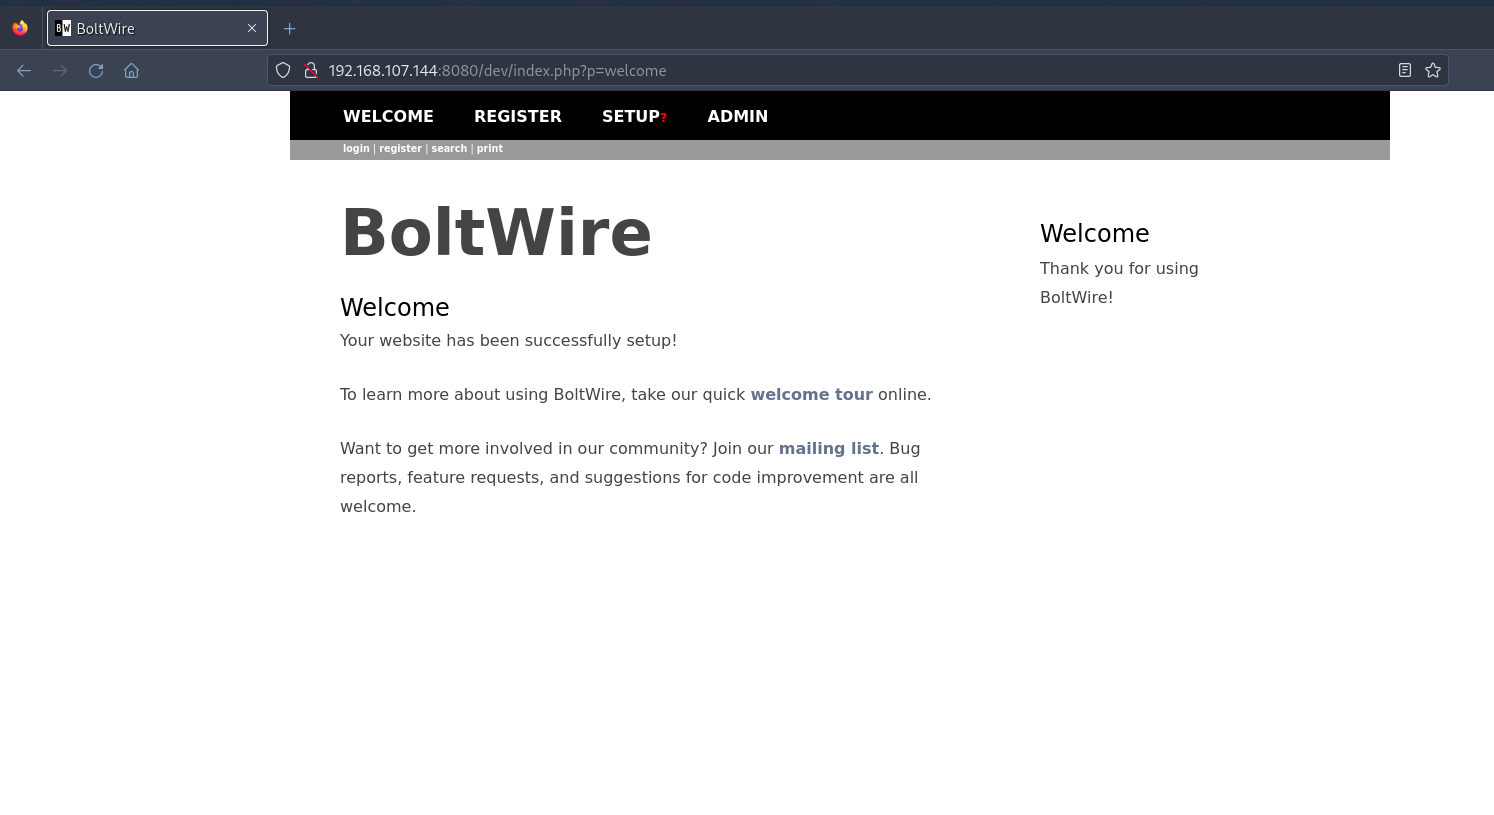 BW BoltWire
192.168.107.144:8080/dev/index.php?p=welcome
WELCOME REGISTER SETUP? ADMIN
login | register | search | print
BoltWire
Welcome
Your website has been successfully setup!
To learn more about using BoltWire, take our quick welcome tour online.
Want to get more involved in our community? Join our mailing list. Bug
reports, feature requests, and suggestions for code improvement are all
welcome.
Welcome
Thank you for using
BoltWire!